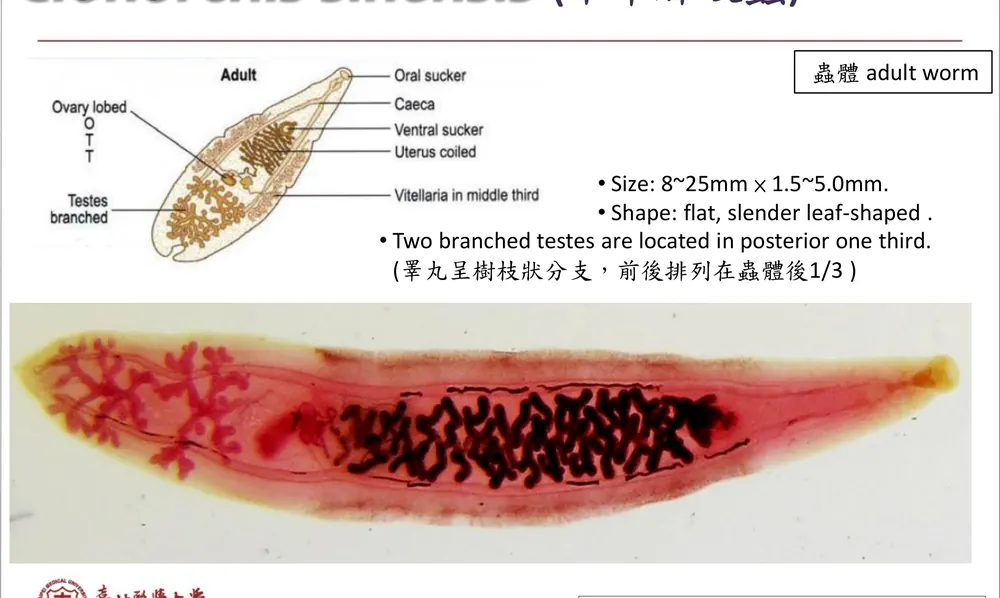 蟲體 adult worm
Adult
Oral sucker
Ovary lobed
O
T
T
Caeca
Ventral sucker
Uterus coiled
Vitellaria in middle third
Testes
branched
• Size: 8~25mm x 1.5~5.0mm.
• Shape: flat, slender leaf-shaped .
• Two branched testes are located in posterior one third.
(睪丸呈樹枝狀分支，前後排列在蟲體後1/3 )